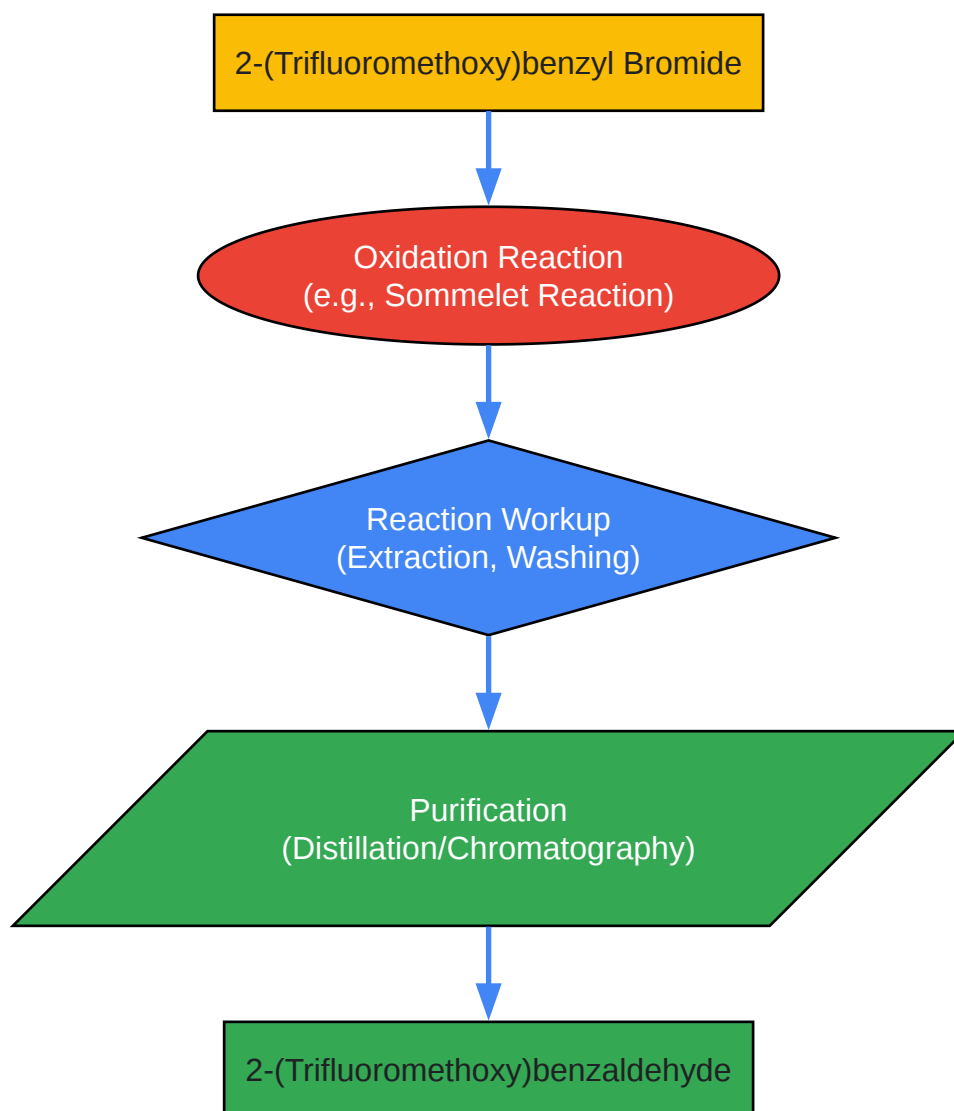 2-(Trifluoromethoxy)benzyl Bromide
Oxidation Reaction
(e.g., Sommelet Reaction)
Reaction Workup
(Extraction, Washing)
Purification
(Distillation/Chromatography)
2-(Trifluoromethoxy)benzaldehyde